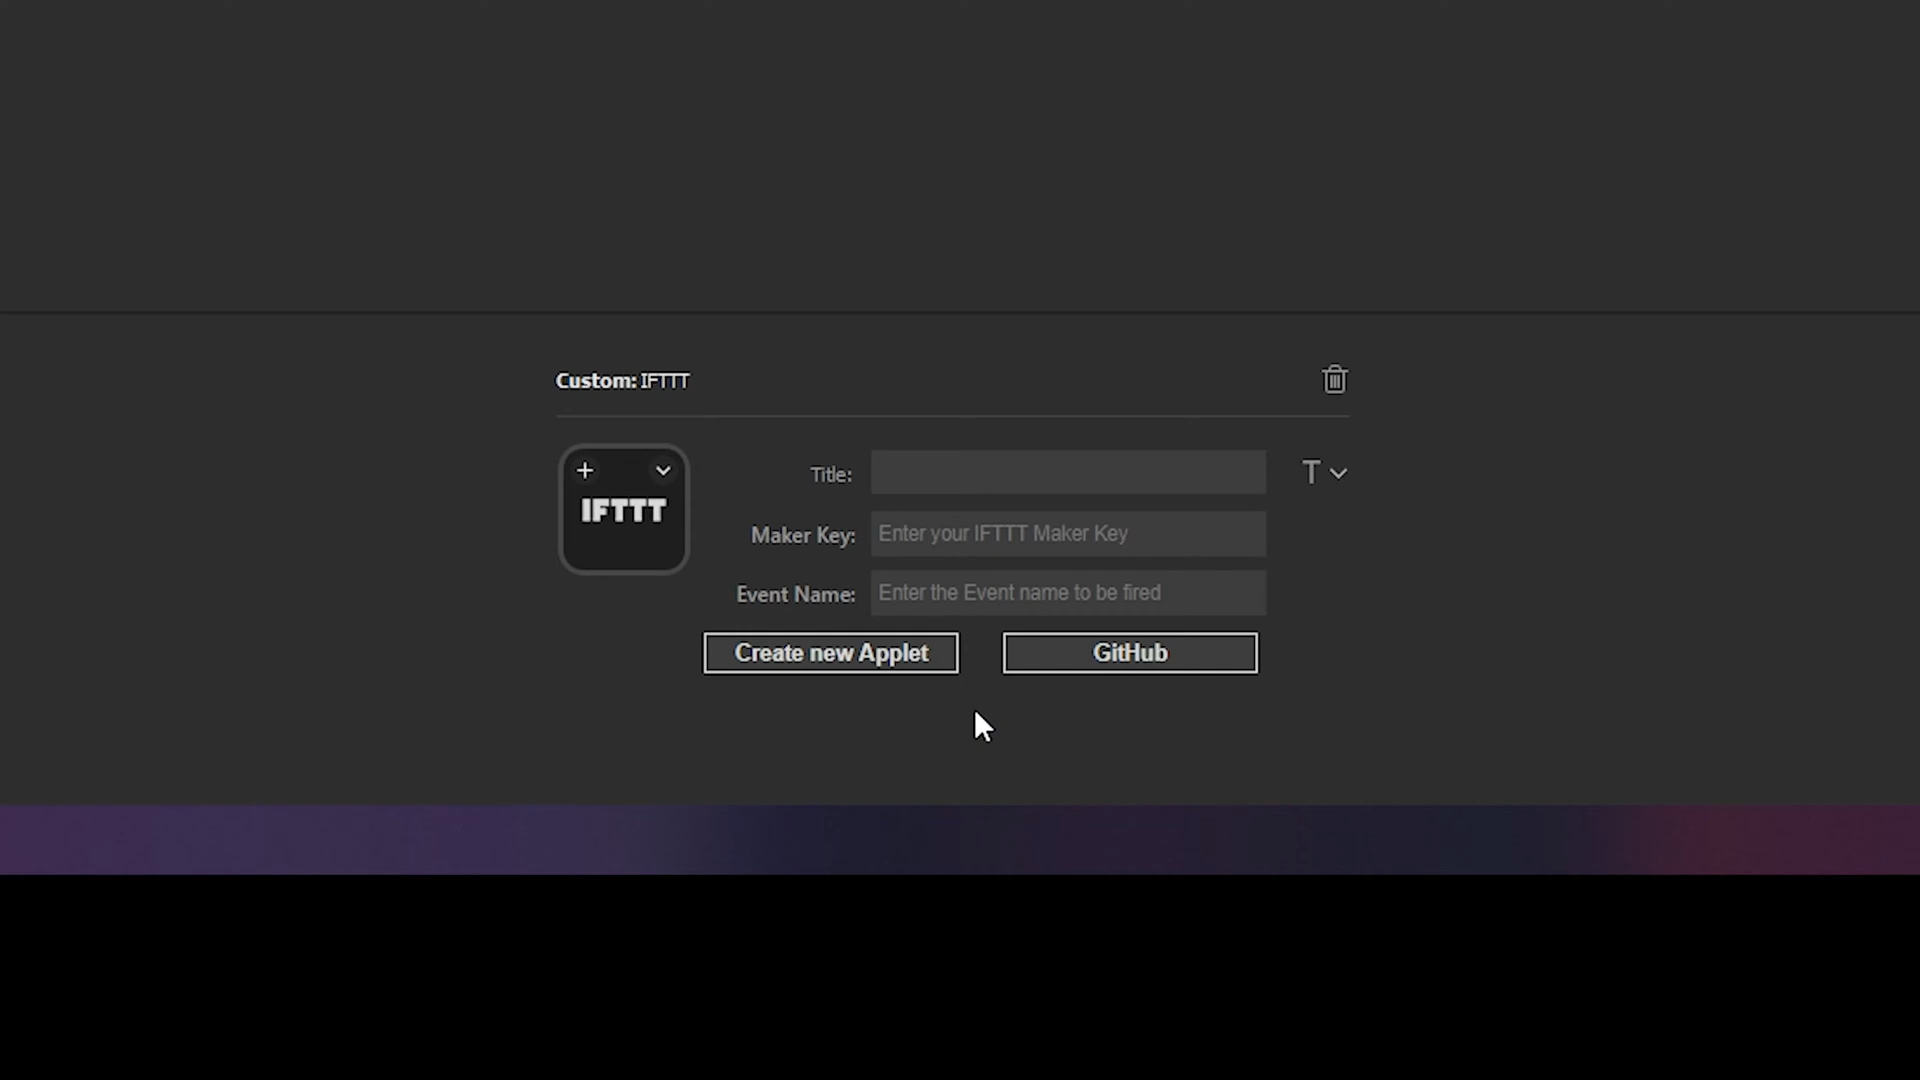 Custom: IFTTT
IFTTT
Title:
T
Maker Key: Enter your IFTTT Maker Key
Event Name: Enter the Event name to be fired
Create new Applet
GitHub